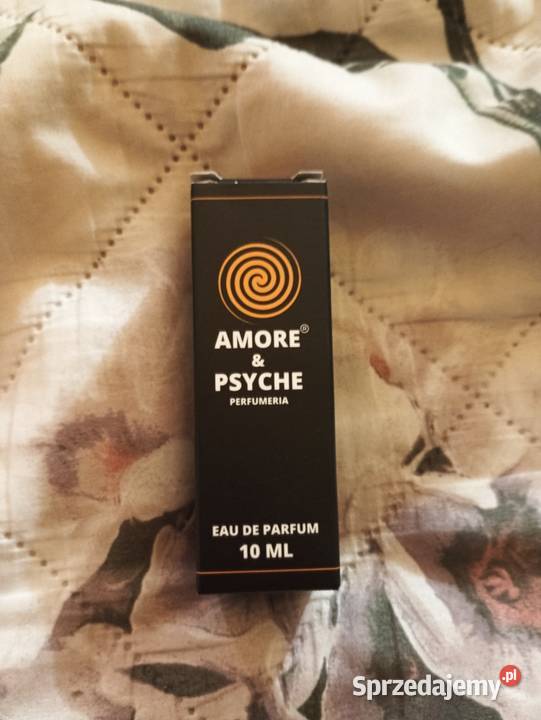 AMORE®
&
PSYCHE
PERFUMERIA
EAU DE PARFUM
10 ML
Sprzedajemy.pl